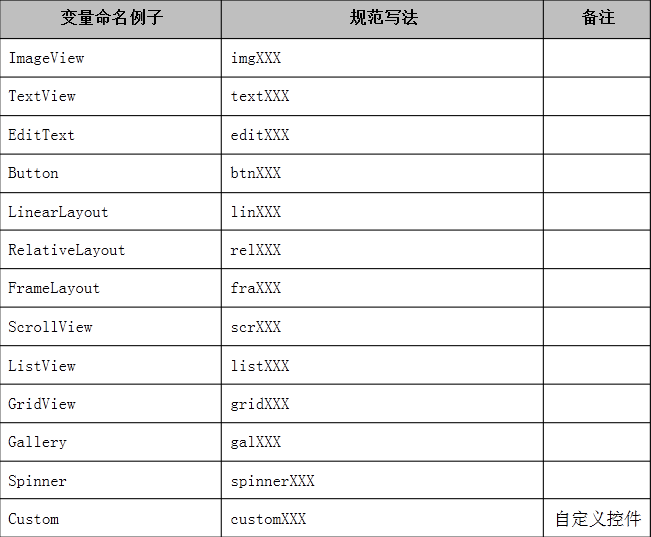 变量命名例子 规范写法 备注
ImageView imgXXX
TextView textXXX
EditText editXXX
Button btnXXX
LinearLayout linXXX
RelativeLayout relXXX
FrameLayout fraXXX
ScrollView scrXXX
ListView listXXX
GridView gridXXX
Gallery galXXX
Spinner spinnerXXX
Custom customXXX 自定义控件